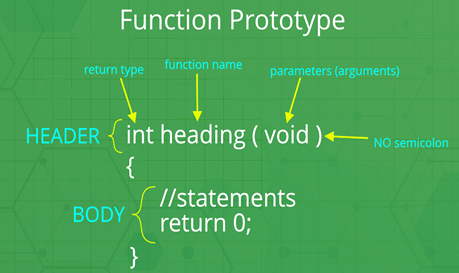 Function Prototype
return type
function name
parameters (arguments)
HEADER
int heading ( void )
NO semicolon
{
BODY
//statements
return 0;
}